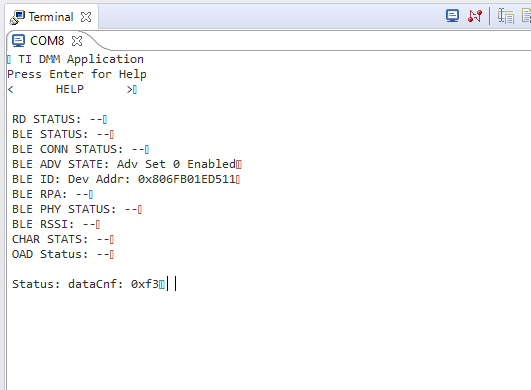 Terminal
COM8
TI DMM Application
Press Enter for Help
< HELP >
RD STATUS: --
BLE STATUS: --
BLE CONN STATUS: --
BLE ADV STATE: Adv Set 0 Enabled
BLE ID: Dev Addr: 0x806FB01ED511
BLE RPA: --
BLE PHY STATUS: --
BLE RSSI: --
CHAR STATS: --
OAD Status: --
Status: dataCnf: 0xf3